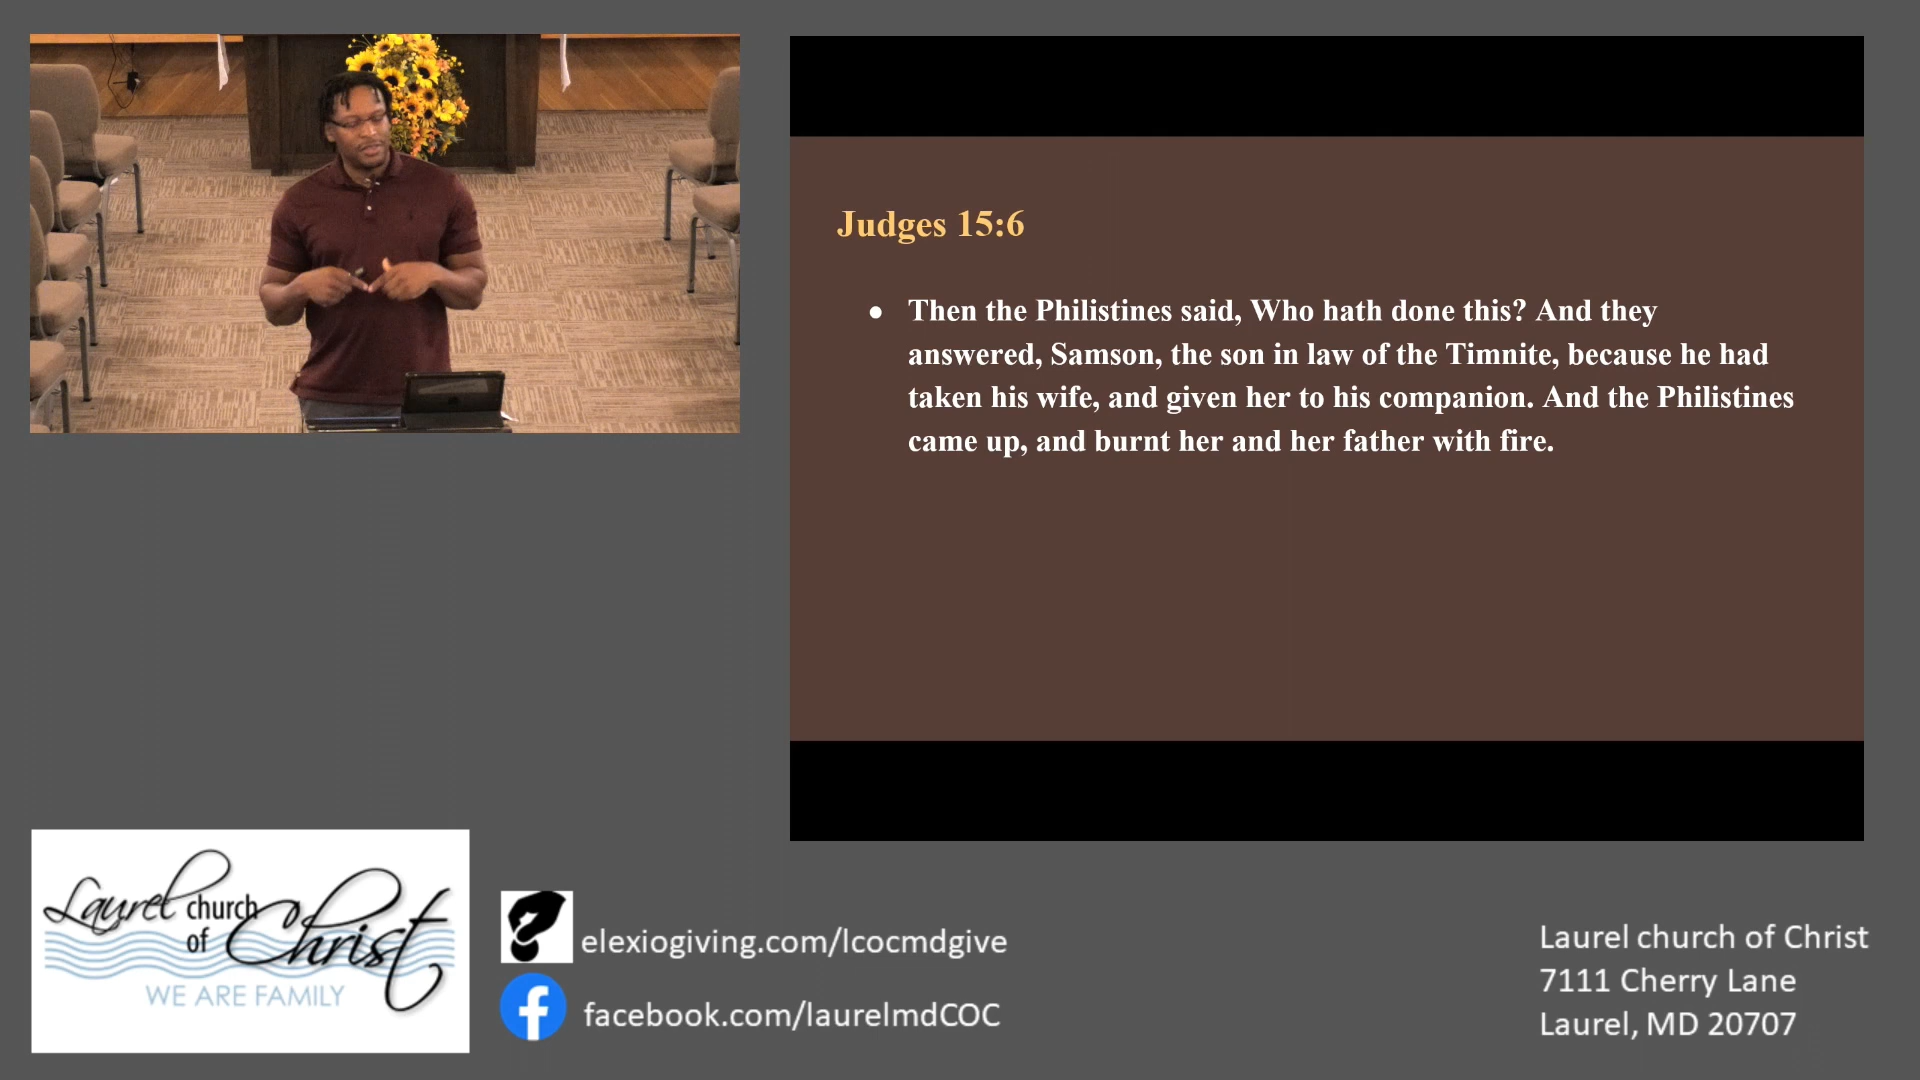 Judges 15:6
● Then the Philistines said, Who hath done this? And they
answered, Samson, the son in law of the Timnite, because he had
taken his wife, and given her to his companion. And the Philistines
came up, and burnt her and her father with fire.
Laurel church
of Christ
WE ARE FAMILY
elexiogiving.com/lcocmdgive
facebook.com/laurelmdCOC
Laurel church of Christ
7111 Cherry Lane
Laurel, MD 20707